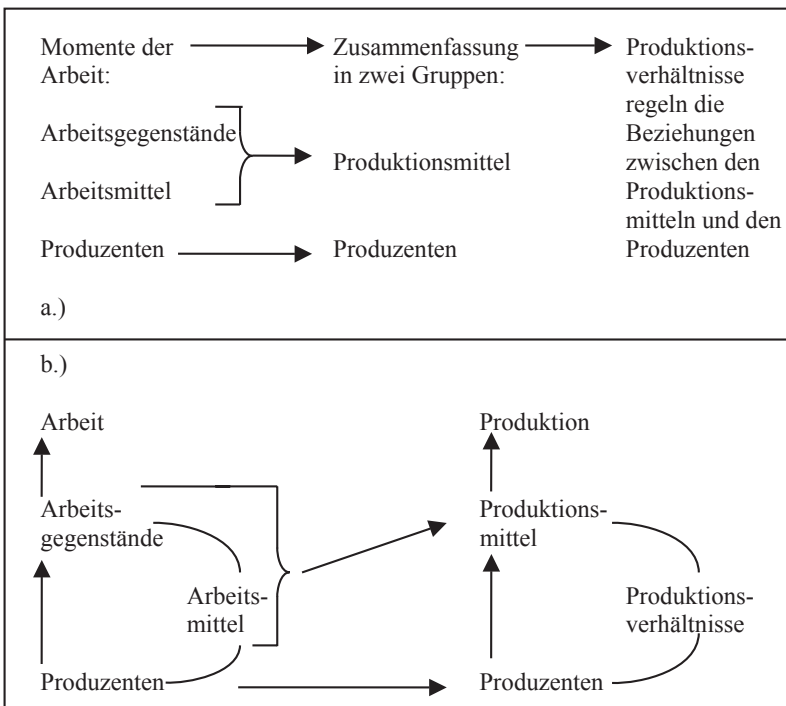 Momente der
Arbeit:
Zusammenfassung
in zwei Gruppen:
Produktions-
verhältnisse
regeln die
Beziehungen
zwischen den
Produktions-
mitteln und den
Produzenten
Arbeitsgegenstände
Arbeitsmittel
Produktionsmittel
Produzenten
Produzenten
a.)
b.)
Arbeit
Arbeits-
gegenstände
Arbeits-
mittel
Produzenten
Produktion
Produktions-
mittel
Produktions-
verhältnisse
Produzenten